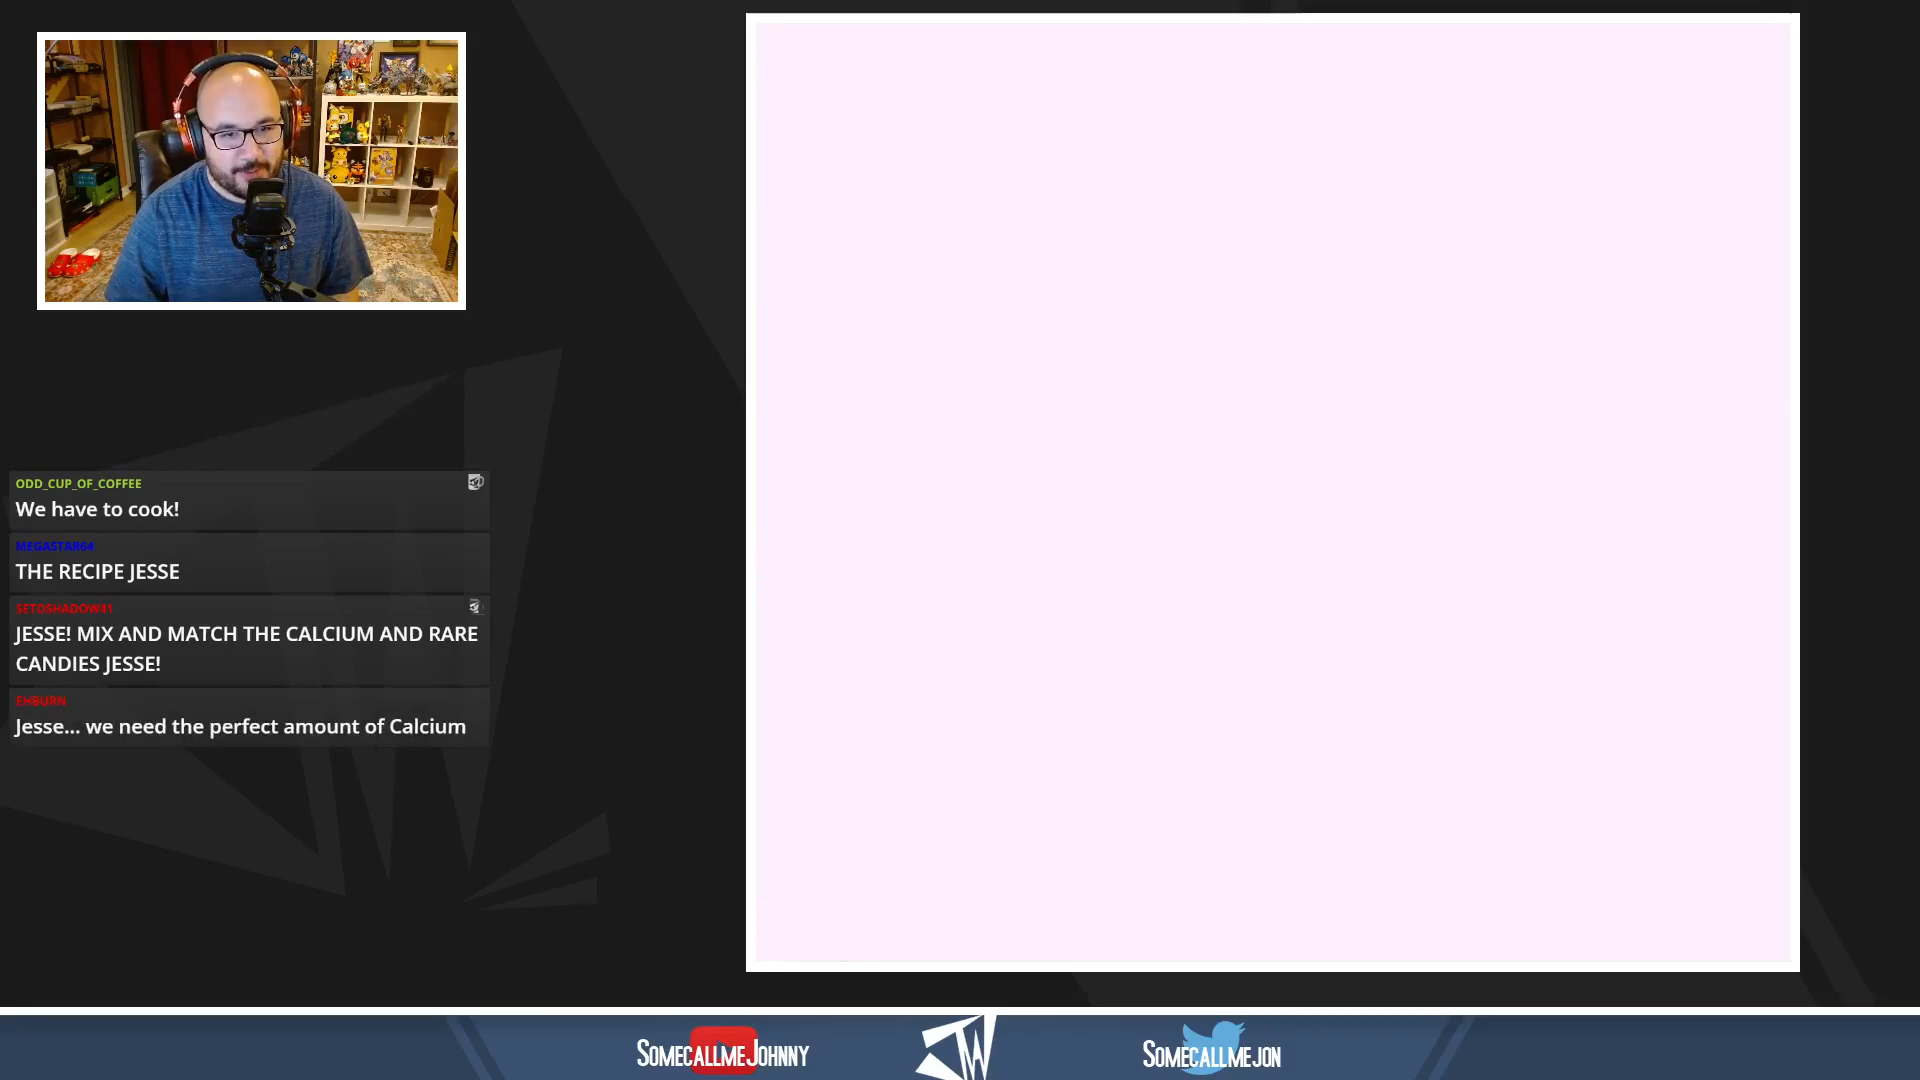 ODD_CUP_OF_COFFEE
We have to cook!
MEGASTAR64
THE RECIPE JESSE
SETOSHADOW41
JESSE! MIX AND MATCH THE CALCIUM AND RARE
CANDIES JESSE!
EHBURN
Jesse... we need the perfect amount of Calcium
SOMECALLMEJOHNNY
SOMECALLMEJON